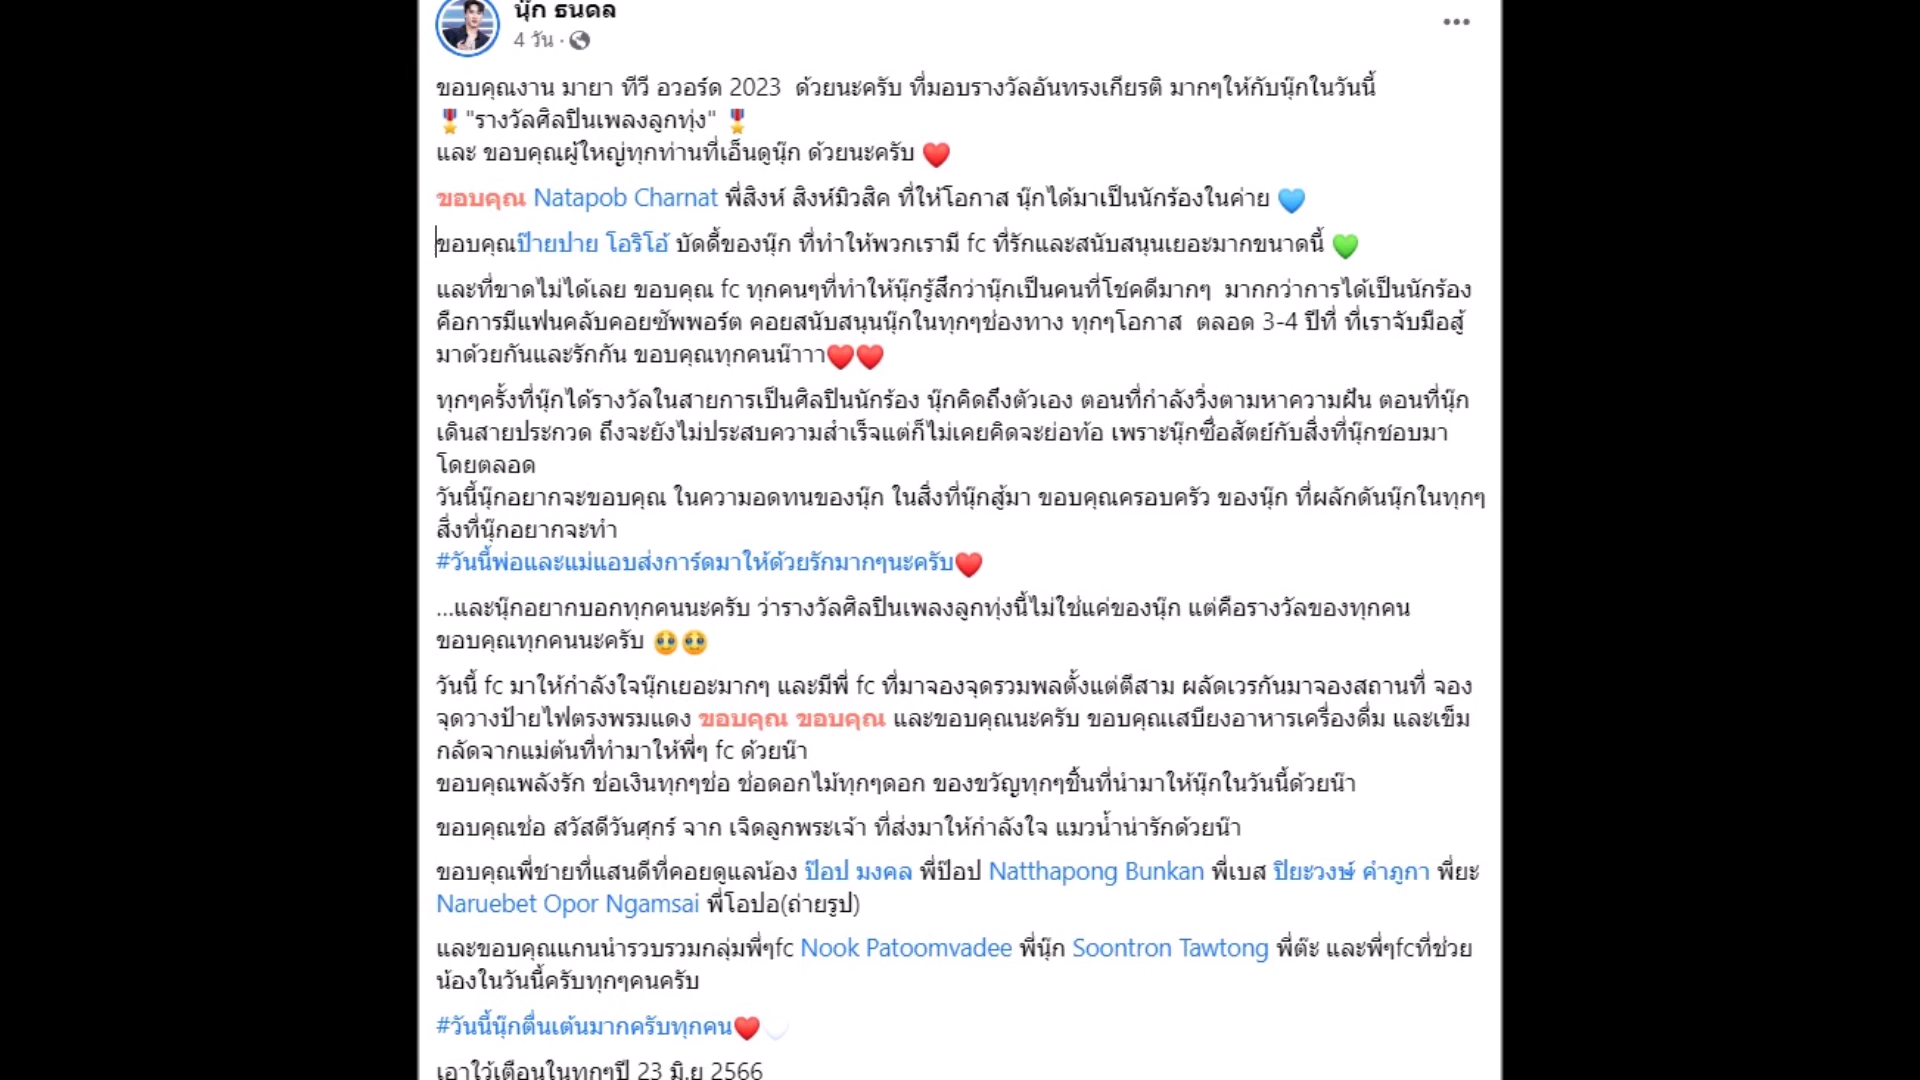 นุ๊ก ธนดล
4 วัน ·
ขอบคุณงาน มายา ทีวี อวอร์ด 2023 ด้วยนะครับ ที่มอบรางวัลอันทรงเกียรติ มากๆให้กับนุ๊กในวันนี้
🎖️"รางวัลศิลปินเพลงลูกทุ่ง" 🎖️
และ ขอบคุณผู้ใหญ่ทุกท่านที่เอ็นดูนุ๊ก ด้วยนะครับ ❤️
ขอบคุณ Natapob Charnat พี่สิงห์ สิงห์มิวสิค ที่ให้โอกาส นุ๊กได้มาเป็นนักร้องในค่าย 💙
ขอบคุณป๊ายปาย โอริโอ้ บัดดี้ของนุ๊ก ที่ทำให้พวกเรามี fc ที่รักและสนับสนุนเยอะมากขนาดนี้ 💚
และที่ขาดไม่ได้เลย ขอบคุณ fc ทุกคนๆที่ทำให้นุ๊กรู้สึกว่านุ๊กเป็นคนที่โชคดีมากๆ มากกว่าการได้เป็นนักร้อง
คือการมีแฟนคลับคอยซัพพอร์ต คอยสนับสนุนนุ๊กในทุกๆช่องทาง ทุกๆโอกาส ตลอด 3-4 ปีที่ ที่เราจับมือสู้
มาด้วยกันและรักกัน ขอบคุณทุกคนน๊าาา❤️❤️
ทุกๆครั้งที่นุ๊กได้รางวัลในสายการเป็นศิลปินนักร้อง นุ๊กคิดถึงตัวเอง ตอนที่กำลังวิ่งตามหาความฝัน ตอนที่นุ๊ก
เดินสายประกวด ถึงจะยังไม่ประสบความสำเร็จแต่ก็ไม่เคยคิดจะย่อท้อ เพราะนุ๊กซื่อสัตย์กับสิ่งที่นุ๊กชอบมา
โดยตลอด
วันนี้นุ๊กอยากจะขอบคุณ ในความอดทนของนุ๊ก ในสิ่งที่นุ๊กสู้มา ขอบคุณครอบครัว ของนุ๊ก ที่ผลักดันนุ๊กในทุกๆ
สิ่งที่นุ๊กอยากจะทำ
#วันนี้พ่อและแม่แอบส่งการ์ดมาให้ด้วยรักมากๆนะครับ❤️
...และนุ๊กอยากบอกทุกคนนะครับ ว่ารางวัลศิลปินเพลงลูกทุ่งนี้ไม่ใช่แค่ของนุ๊ก แต่คือรางวัลของทุกคน
ขอบคุณทุกคนนะครับ 🥹🥹
วันนี้ fc มาให้กำลังใจนุ๊กเยอะมากๆ และมีพี่ fc ที่มาจองจุดรวมพลตั้งแต่ตีสาม ผลัดเวรกันมาจองสถานที่ จอง
จุดวางป้ายไฟตรงพรมแดง ขอบคุณ ขอบคุณ และขอบคุณนะครับ ขอบคุณเสบียงอาหารเครื่องดื่ม และเข็ม
กลัดจากแม่ต้นที่ทำมาให้พี่ๆ fc ด้วยน๊า
ขอบคุณพลังรัก ช่อเงินทุกๆช่อ ช่อดอกไม้ทุกๆดอก ของขวัญทุกๆชิ้นที่นำมาให้นุ๊กในวันนี้ด้วยน๊า
ขอบคุณช่อ สวัสดีวันศุกร์ จาก เจิดลูกพระเจ้า ที่ส่งมาให้กำลังใจ แมวน้ำน่ารักด้วยน๊า
ขอบคุณพี่ชายที่แสนดีที่คอยดูแลน้อง ป๊อป มงคล พี่ป๊อป Natthapong Bunkan พี่เบส ปิยะวงษ์ คำภูกา พี่ยะ
Naruebet Opor Ngamsai พี่โอปอ(ถ่ายรูป)
และขอบคุณแกนนำรวบรวมกลุ่มพี่ๆfc Nook Patoomvadee พี่นุ๊ก Soontron Tawtong พี่ต๊ะ และพี่ๆfcที่ช่วย
น้องในวันนี้ครับทุกๆคนครับ
#วันนี้นุ๊กตื่นเต้นมากครับทุกคน❤️🤍
เอาใว้เตือนในทุกๆปี 23 มิ.ย 2566